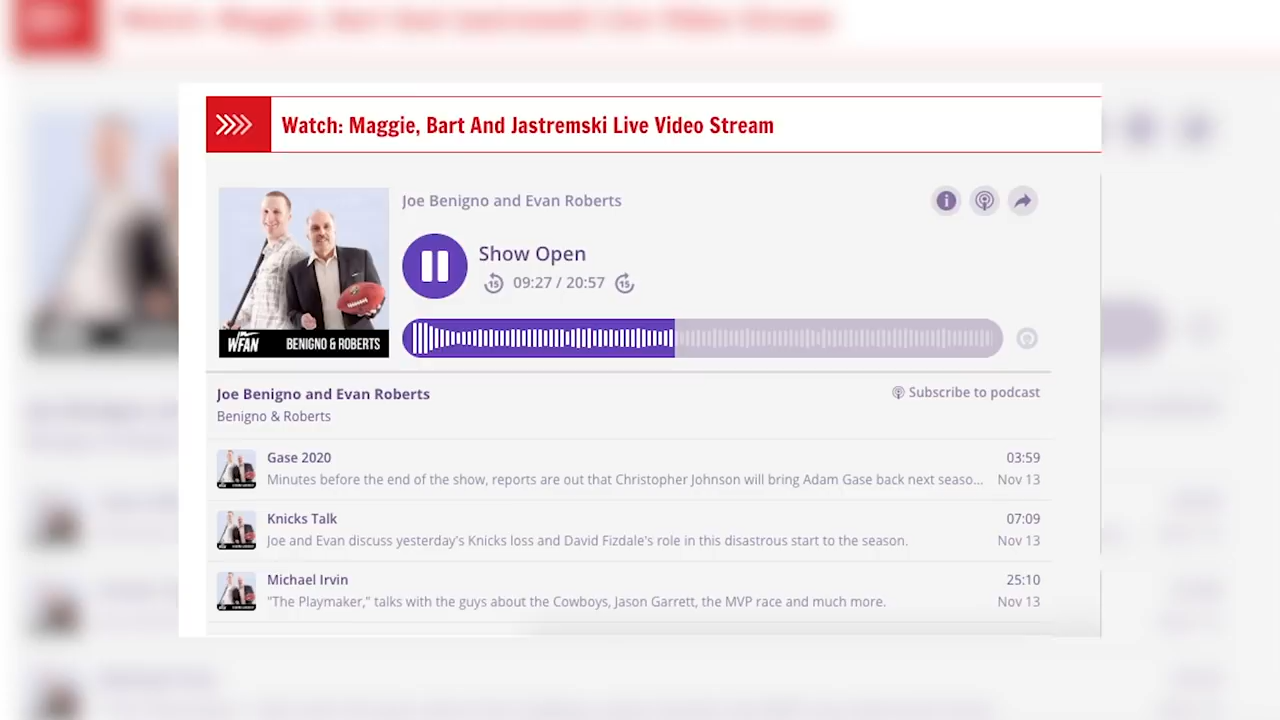 Watch: Maggie, Bart And Jastremski Live Video Stream
Joe Benigno and Evan Roberts
Show Open
15 09:27 / 20:57 15
WFAN BENIGNO & ROBERTS
Joe Benigno and Evan Roberts
Subscribe to podcast
Benigno & Roberts
Gase 2020 03:59
Minutes before the end of the show, reports are out that Christopher Johnson will bring Adam Gase back next seaso... Nov 13
Knicks Talk 07:09
Joe and Evan discuss yesterday's Knicks loss and David Fizdale's role in this disastrous start to the season. Nov 13
Michael Irvin 25:10
"The Playmaker," talks with the guys about the Cowboys, Jason Garrett, the MVP race and much more. Nov 13